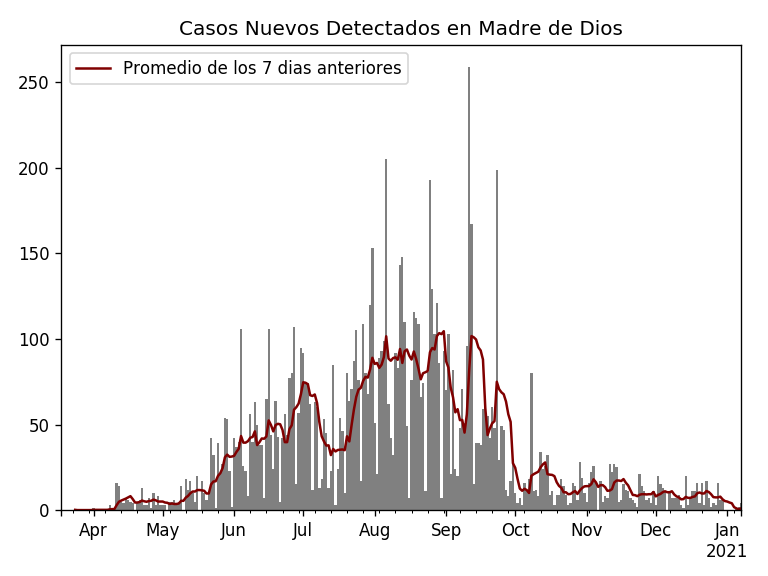 Casos Nuevos Detectados en Madre de Dios
Promedio de los 7 dias anteriores
250
200
150
100
50
0
Apr May Jun Jul Aug Sep Oct Nov Dec Jan
2021